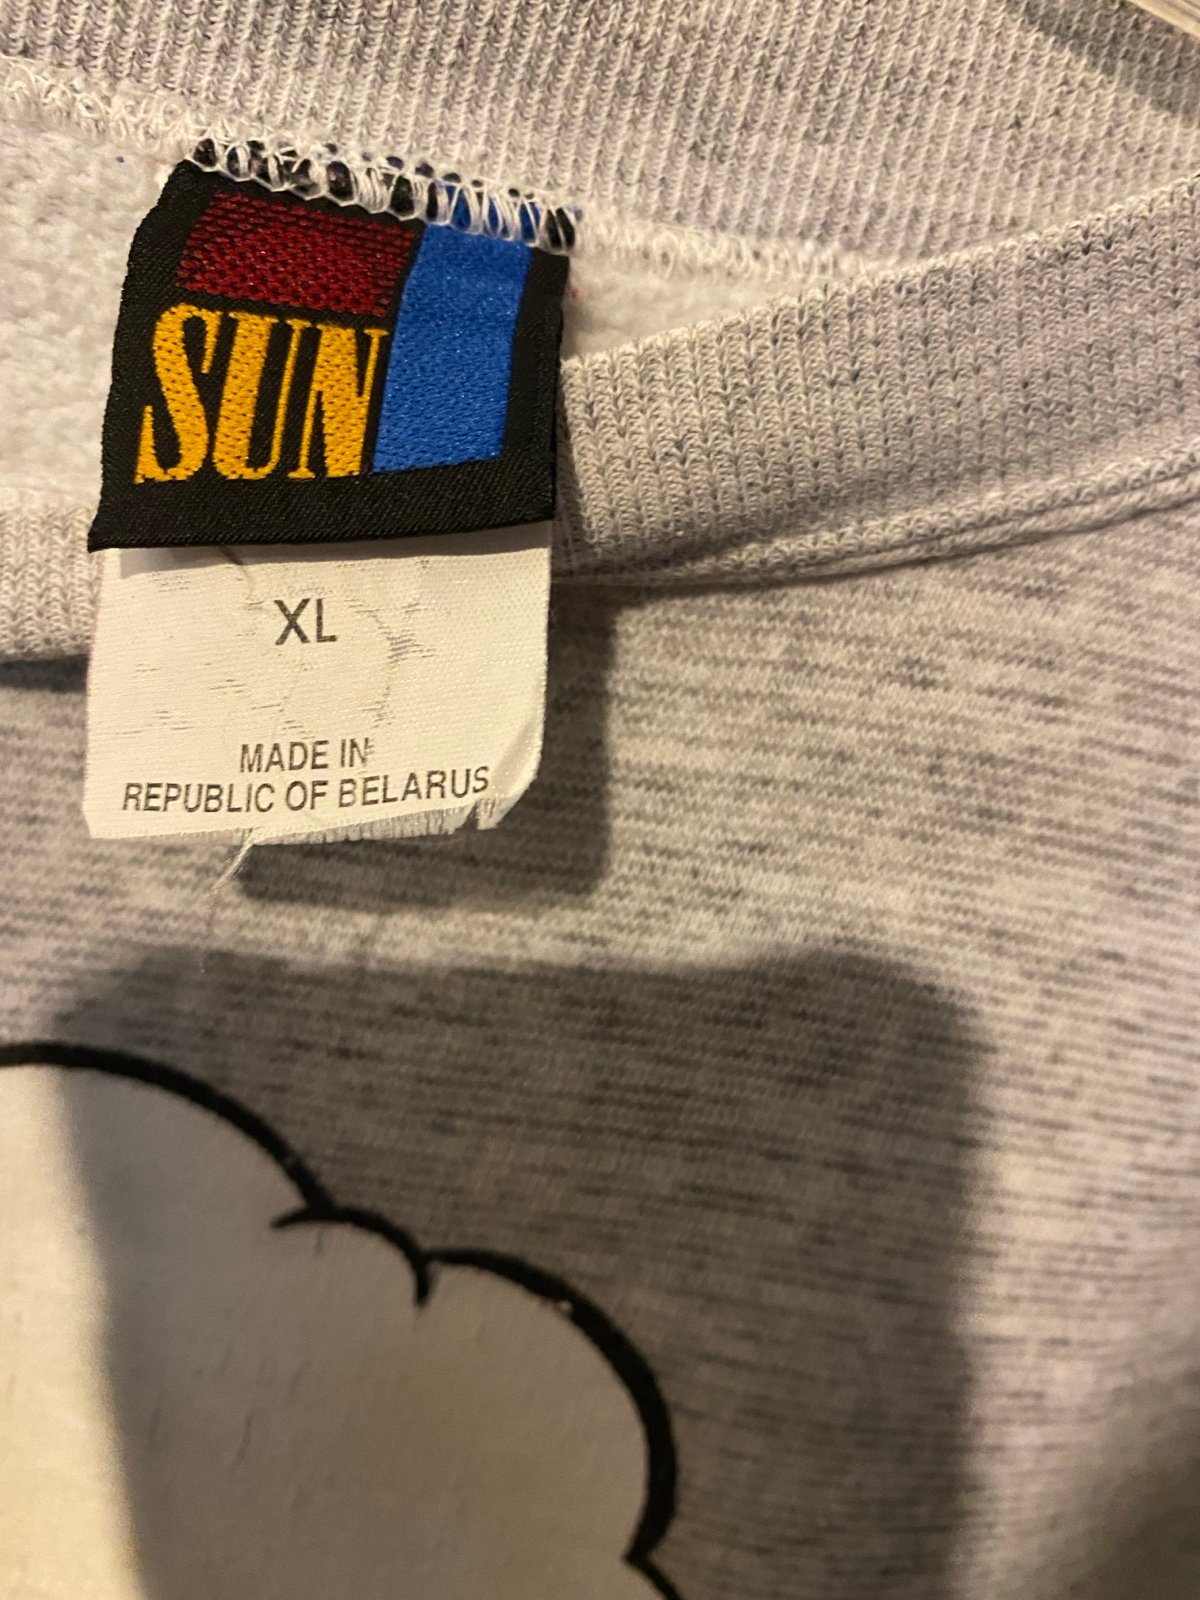 SUN
XL
MADE IN
REPUBLIC OF BELARUS